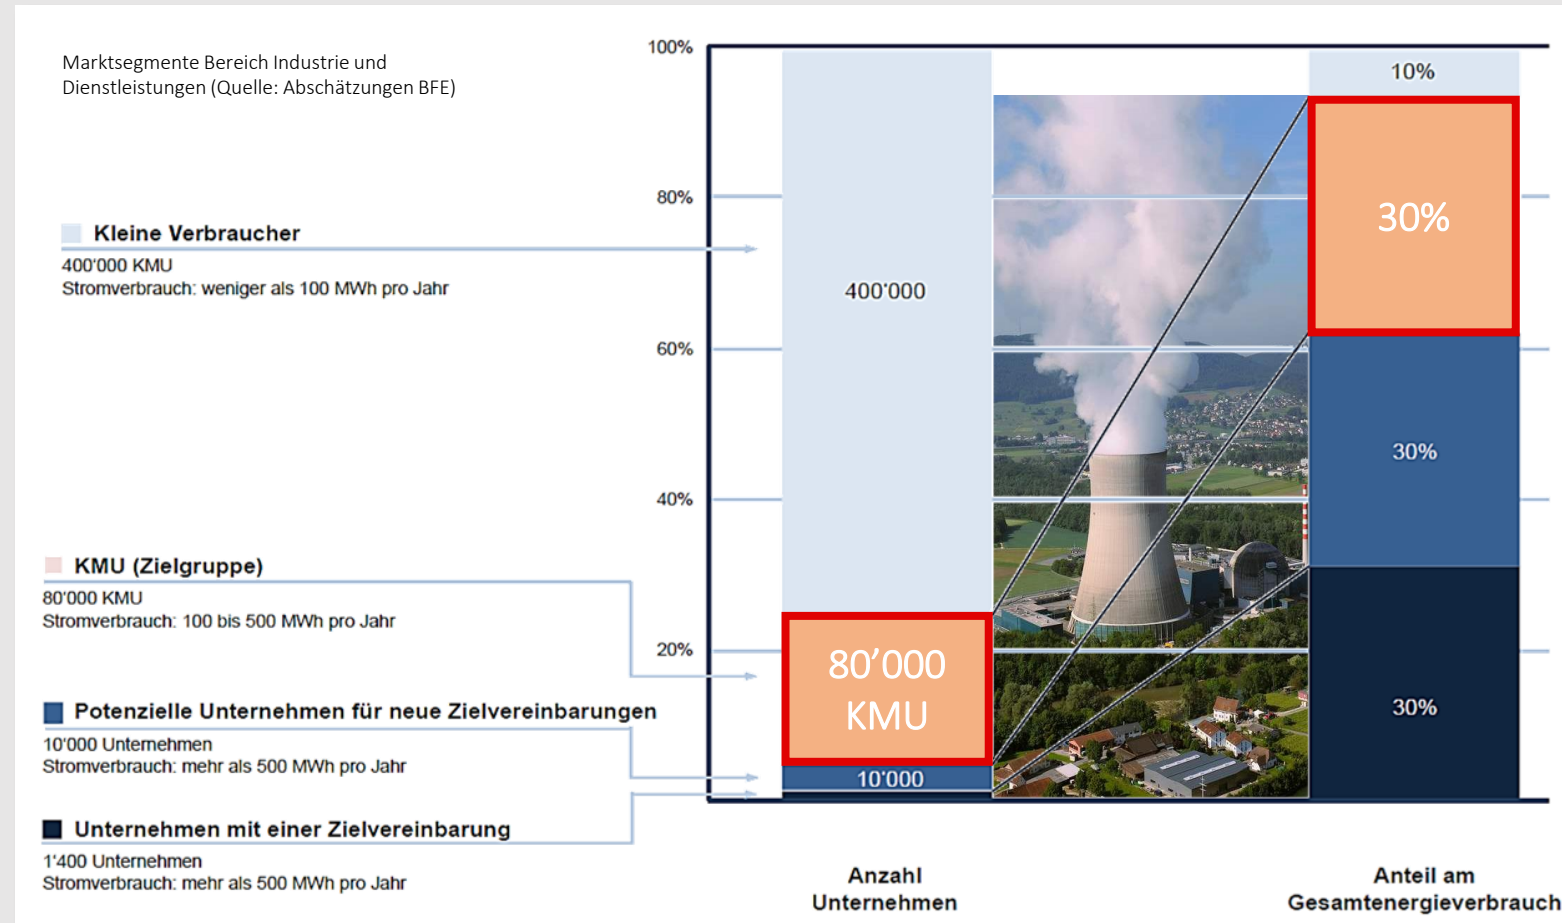 Marktsegmente Bereich Industrie und
Dienstleistungen (Quelle: Abschätzungen BFE)
Kleine Verbraucher
400'000 KMU
Stromverbrauch: weniger als 100 MWh pro Jahr
KMU (Zielgruppe)
80'000 KMU
Stromverbrauch: 100 bis 500 MWh pro Jahr
Potenzielle Unternehmen für neue Zielvereinbarungen
10'000 Unternehmen
Stromverbrauch: mehr als 500 MWh pro Jahr
Unternehmen mit einer Zielvereinbarung
1'400 Unternehmen
Stromverbrauch: mehr als 500 MWh pro Jahr
100%
80%
60%
40%
20%
400'000
80’000
KMU
10'000
10%
30%
30%
30%
Anzahl
Unternehmen
Anteil am
Gesamtenergieverbrauch